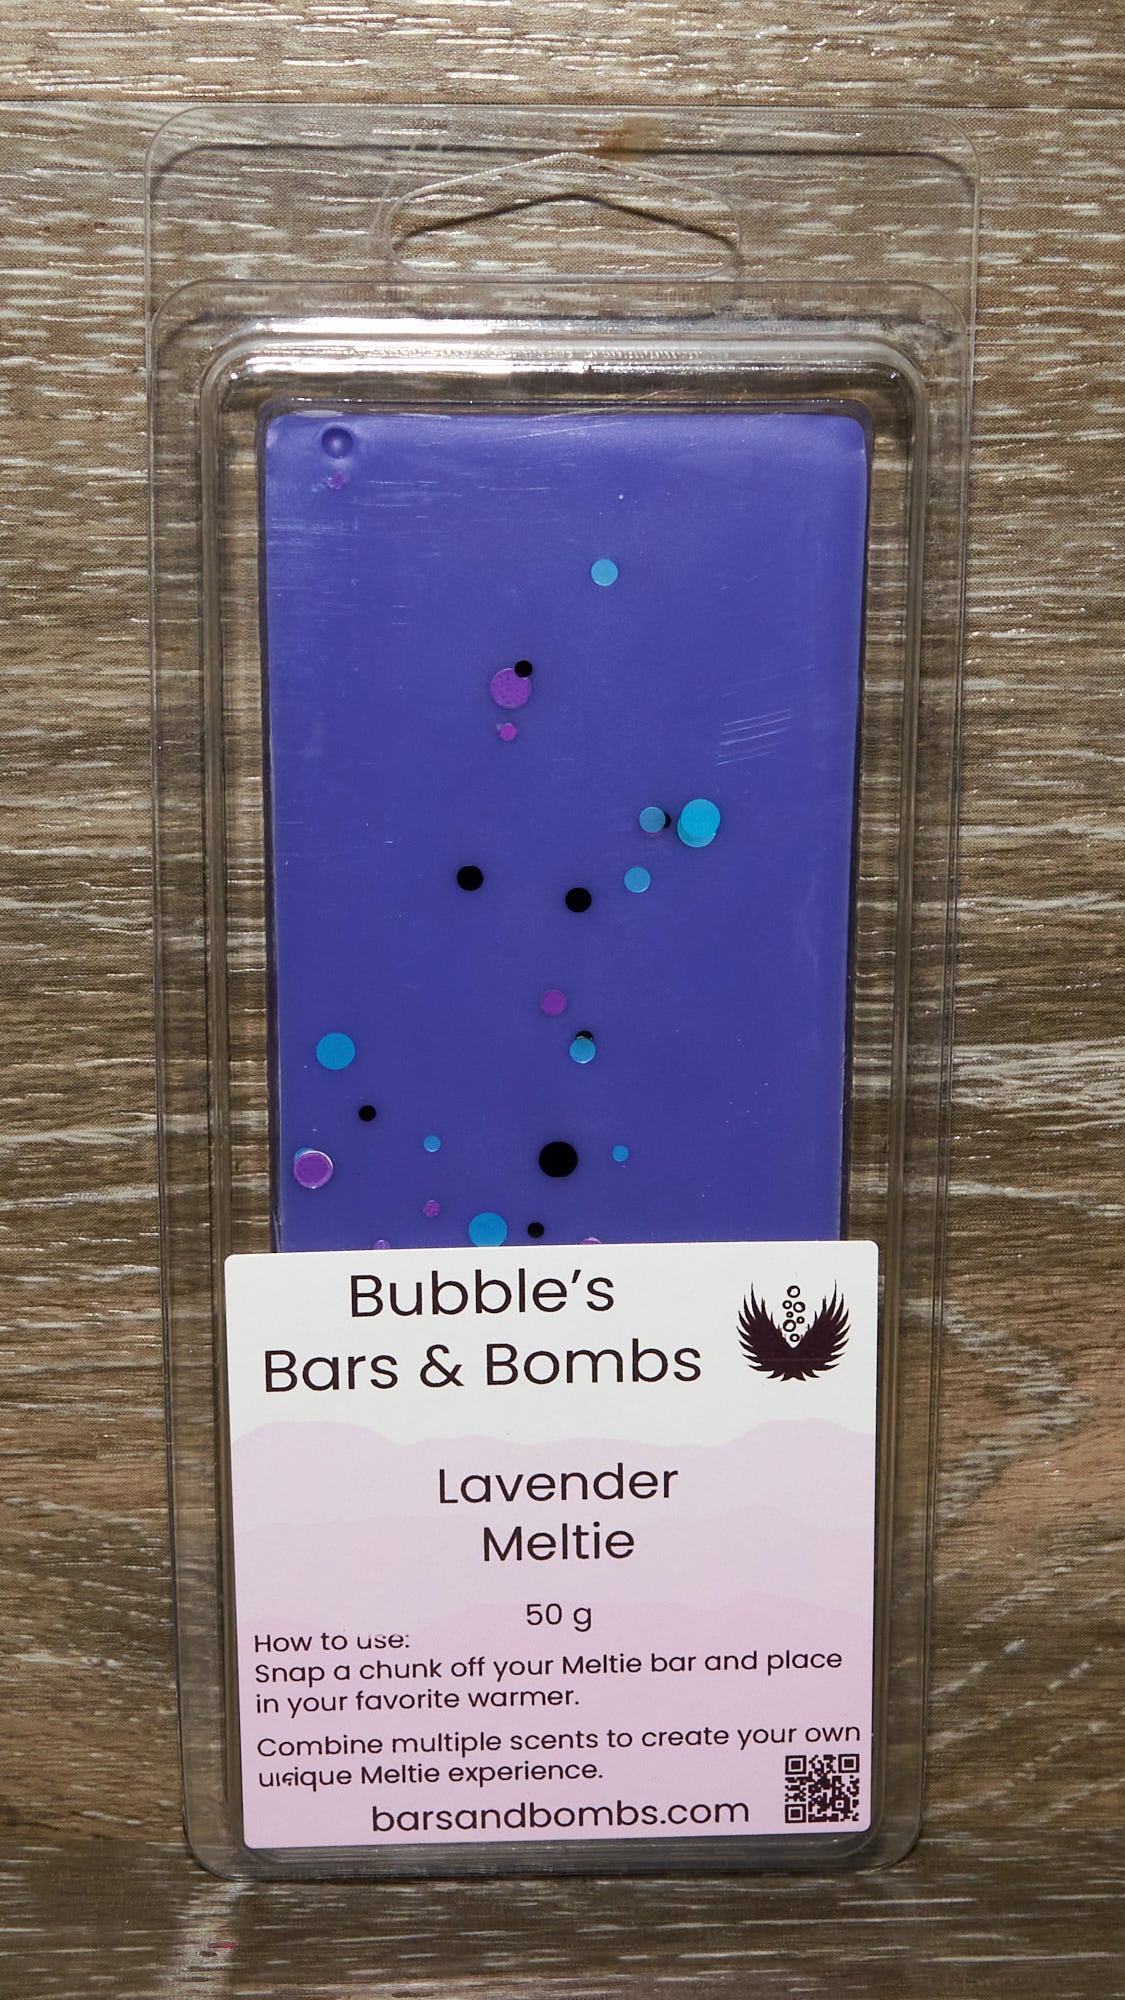 Bubble’s
Bars & Bombs
Lavender
Meltie
50 g
How to use:
Snap a chunk off your Meltie bar and place
in your favorite warmer.
Combine multiple scents to create your own
unique Meltie experience.
barsandbombs.com